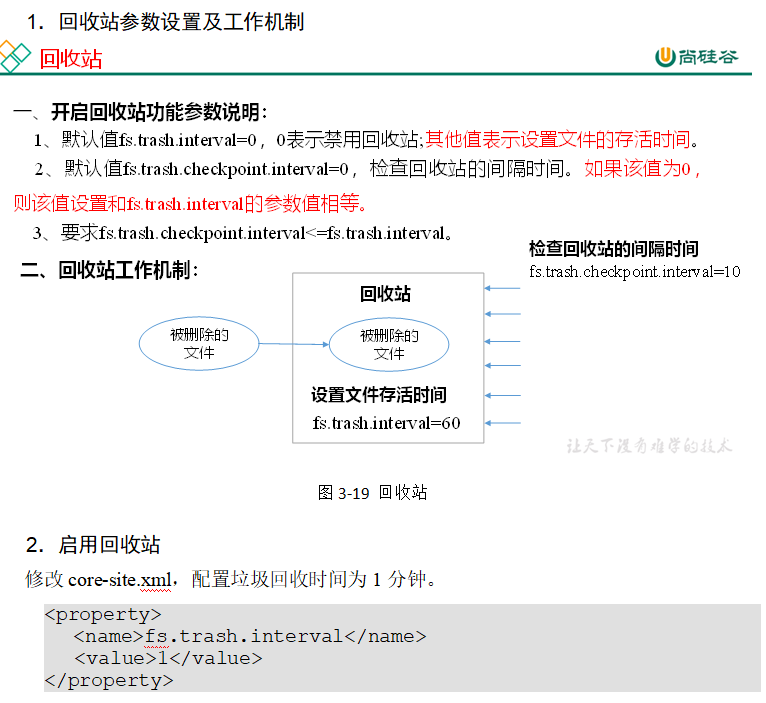 1．回收站参数设置及工作机制
回收站
尚硅谷
一、开启回收站功能参数说明：
1、默认值fs.trash.interval=0，0表示禁用回收站;其他值表示设置文件的存活时间。
2、默认值fs.trash.checkpoint.interval=0，检查回收站的间隔时间。如果该值为0，
则该值设置和fs.trash.interval的参数值相等。
3、要求fs.trash.checkpoint.interval<=fs.trash.interval。
二、回收站工作机制：
检查回收站的间隔时间
fs.trash.checkpoint.interval=10
回收站
被删除的
文件
被删除的
文件
设置文件存活时间
fs.trash.interval=60
让天下没有难学的技术
图 3-19 回收站
2．启用回收站
修改 core-site.xml，配置垃圾回收时间为 1 分钟。
<property>
<name>fs.trash.interval</name>
<value>1</value>
</property>